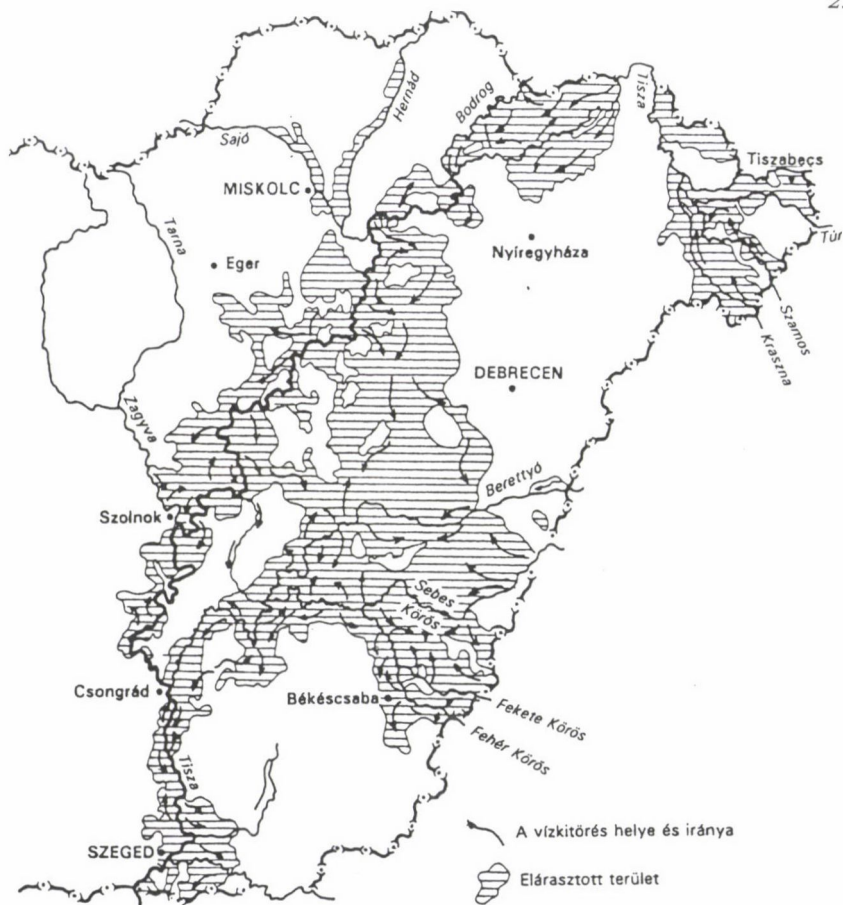 2
Tisza
Hernád
Bodrog
Sajó
Tiszabecs
MISKOLC
Túr
Tarna
Nyíregyháza
Eger
Szamos
Kraszna
DEBRECEN
Zagyva
Berettyó
Szolnok
Sebes
Körös
Csongrád
Békéscsaba
Fekete Körös
Fehér Körös
Tisza
A vízkitörés helye és iránya
SZEGED
Elárasztott terület